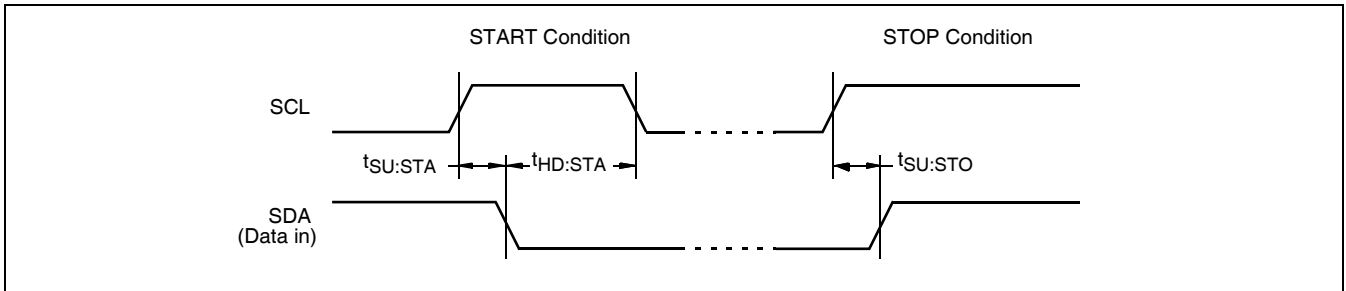 START Condition
STOP Condition
SCL
tSU:STA
tHD:STA
tSU:STO
SDA
(Data in)